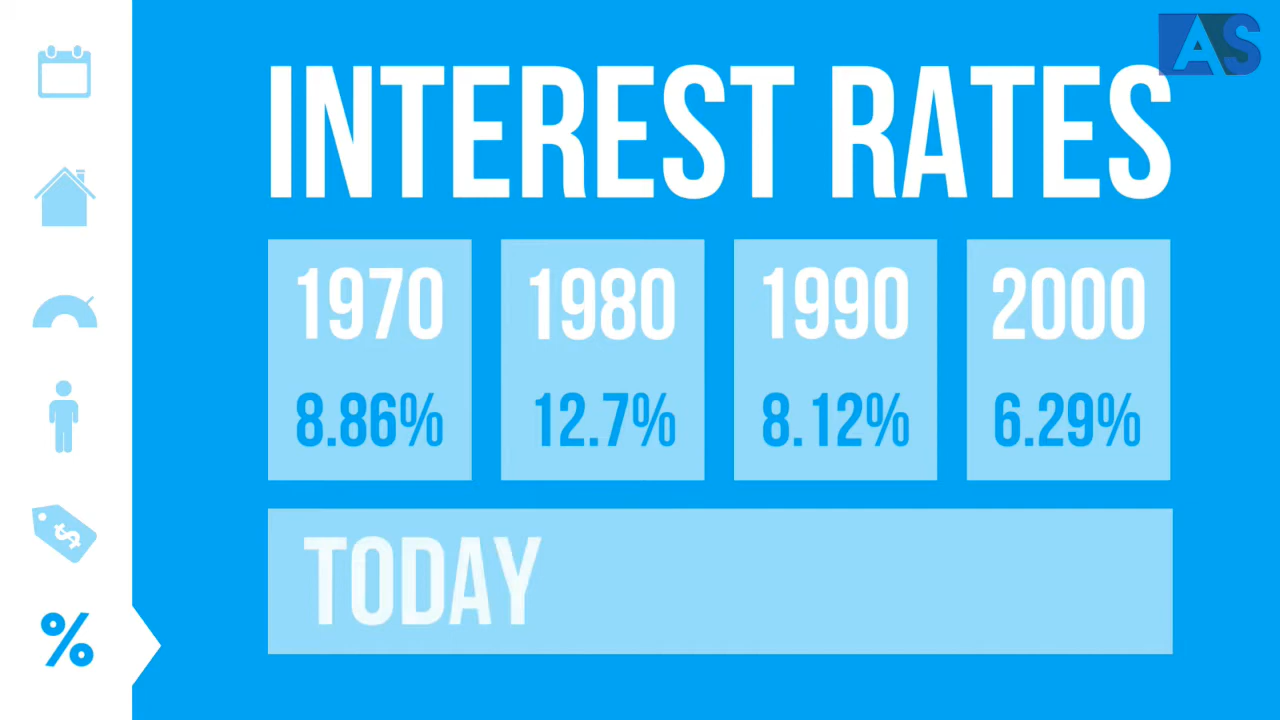 AS
INTEREST RATES
1970 1980 1990 2000
8.86% 12.7% 8.12% 6.29%
TODAY
$
%